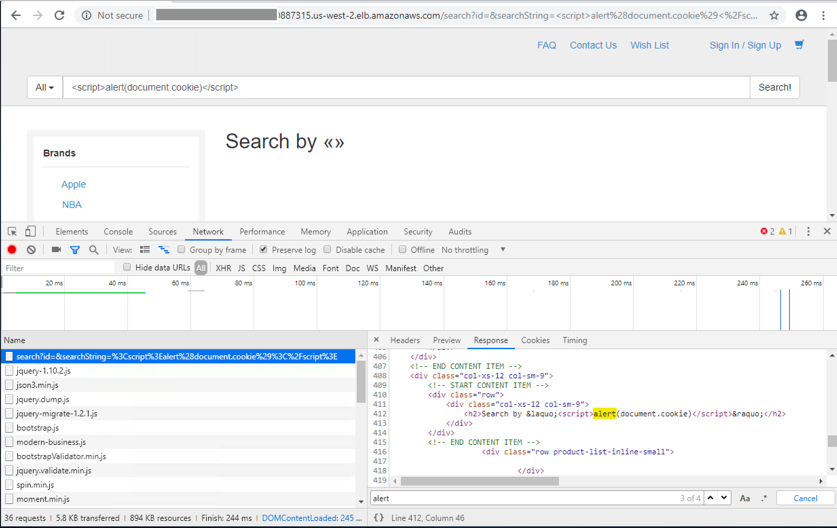 Not secure 0887315.us-west-2.elb.amazonaws.com/search?id=&searchString=<script>alert%28document.cookie%29<%2Fsc...
FAQ Contact Us Wish List Sign In / Sign Up
All <script>alert(document.cookie)</script> Search!
Search by «»
Brands
Apple
NBA
Elements Console Sources Network Performance Memory Application Security Audits 2 1
View: Group by frame Preserve log Disable cache Offline No throttling
Filter Hide data URLs All XHR JS CSS Img Media Font Doc WS Manifest Other
20 ms 40 ms 60 ms 80 ms 100 ms 120 ms 140 ms 160 ms 180 ms 200 ms 220 ms 240 ms 260 ms
Name
search?id=&searchString=%3Cscript%3Ealert%28document.cookie%29%3C%2Fscript%3E
jquery-1.10.2.js
json3.min.js
jquery.dump.js
jquery-migrate-1.2.1.js
bootstrap.js
modern-business.js
bootstrapValidator.min.js
jquery.validate.min.js
spin.min.js
moment.min.js
36 requests 5.8 KB transferred 894 KB resources Finish: 244 ms DOMContentLoaded: 245 ...
Headers Preview Response Cookies Timing
405
406 </div>
407 <!-- END CONTENT ITEM -->
408 <div class="col-xs-12 col-sm-9">
409 <!-- START CONTENT ITEM -->
410 <div class="row">
411 <div class="col-xs-12 col-sm-9">
412 <h2>Search by &laquo;<script>alert(document.cookie)</script>&raquo;</h2>
413 </div>
414 </div>
415 <!-- END CONTENT ITEM -->
416 <div class="row product-list-inline-small">
417
418 </div>
419
alert 3 of 4 Aa .* Cancel
{} Line 412, Column 46